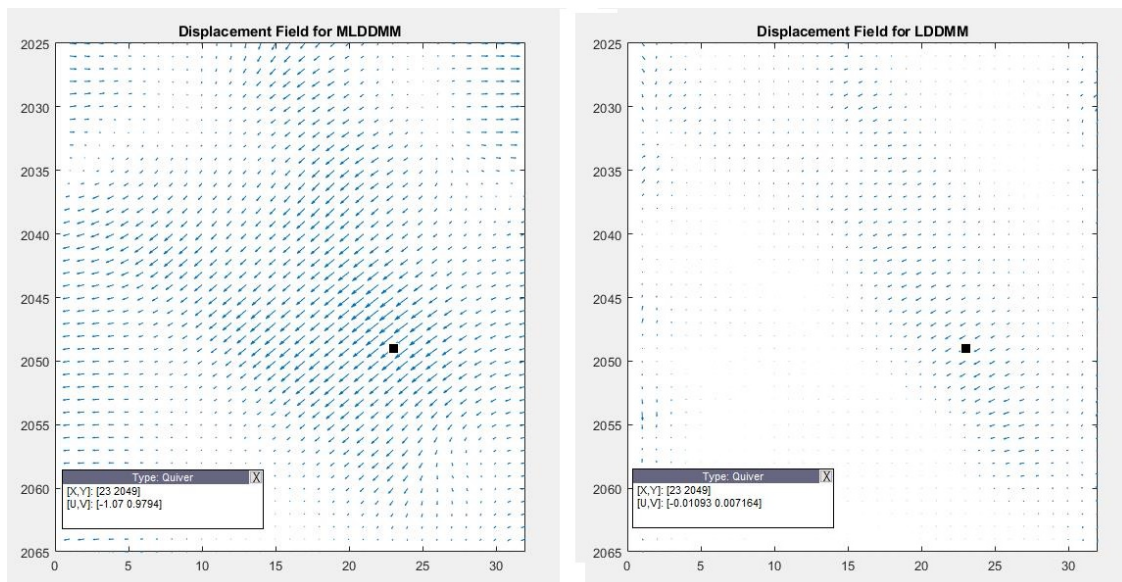 Displacement Field for MLDDMM
2025
2030
2035
2040
2045
2050
2055
2060
2065
0 5 10 15 20 25 30
Type: Quiver X
[X,Y]: [23 2049]
[U,V]: [-1.07 0.9794]
Displacement Field for LDDMM
2025
2030
2035
2040
2045
2050
2055
2060
2065
0 5 10 15 20 25 30
Type: Quiver X
[X,Y]: [23 2049]
[U,V]: [-0.01093 0.007164]